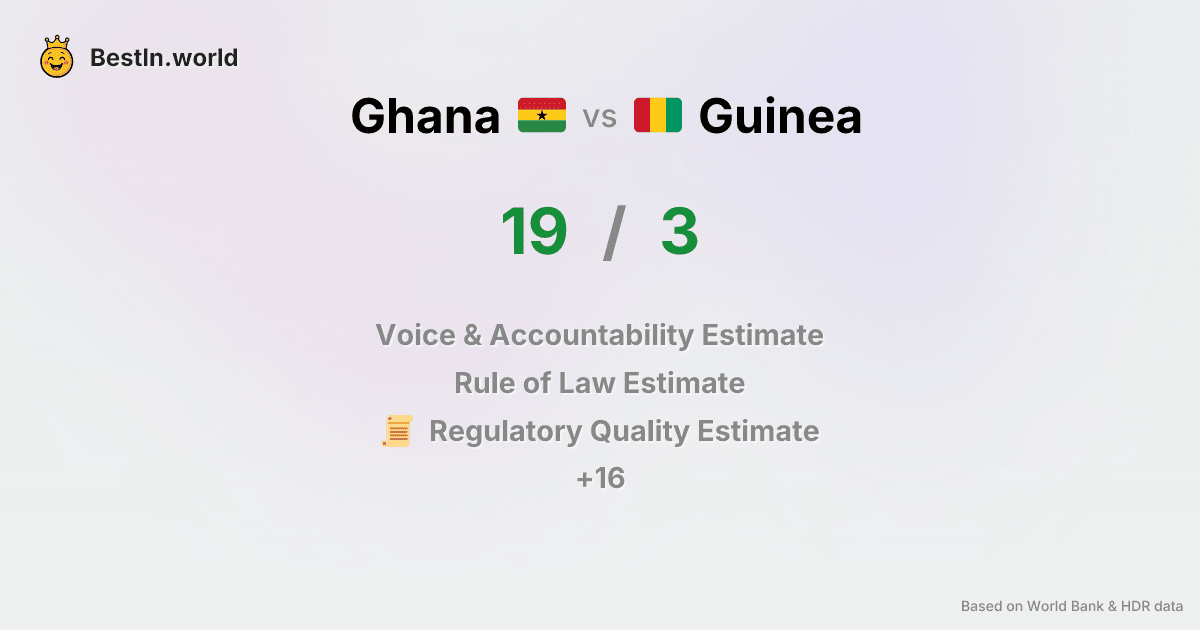 BestIn.world
Ghana vs Guinea
19 / 3
Voice & Accountability Estimate
Rule of Law Estimate
Regulatory Quality Estimate
+16
Based on World Bank & HDR data